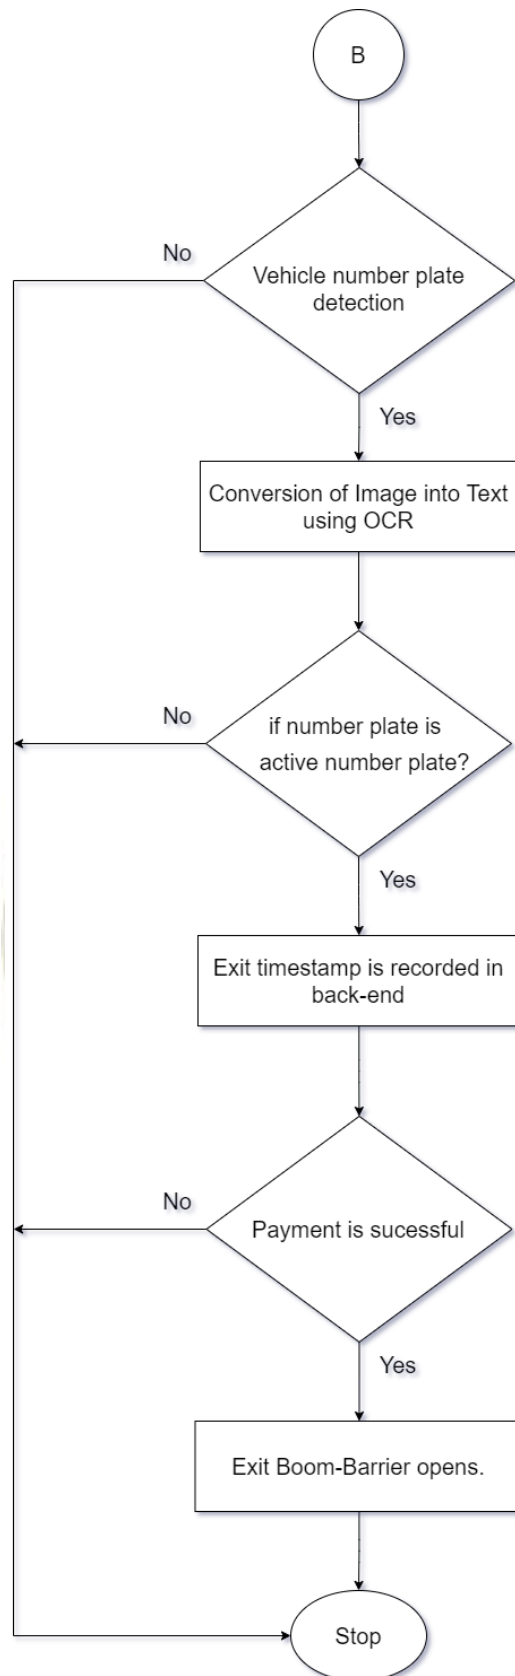 B
No
Vehicle number plate
detection
Yes
Conversion of Image into Text
using OCR
No
if number plate is
active number plate?
Yes
Exit timestamp is recorded in
back-end
No
Payment is sucessful
Yes
Exit Boom-Barrier opens.
Stop